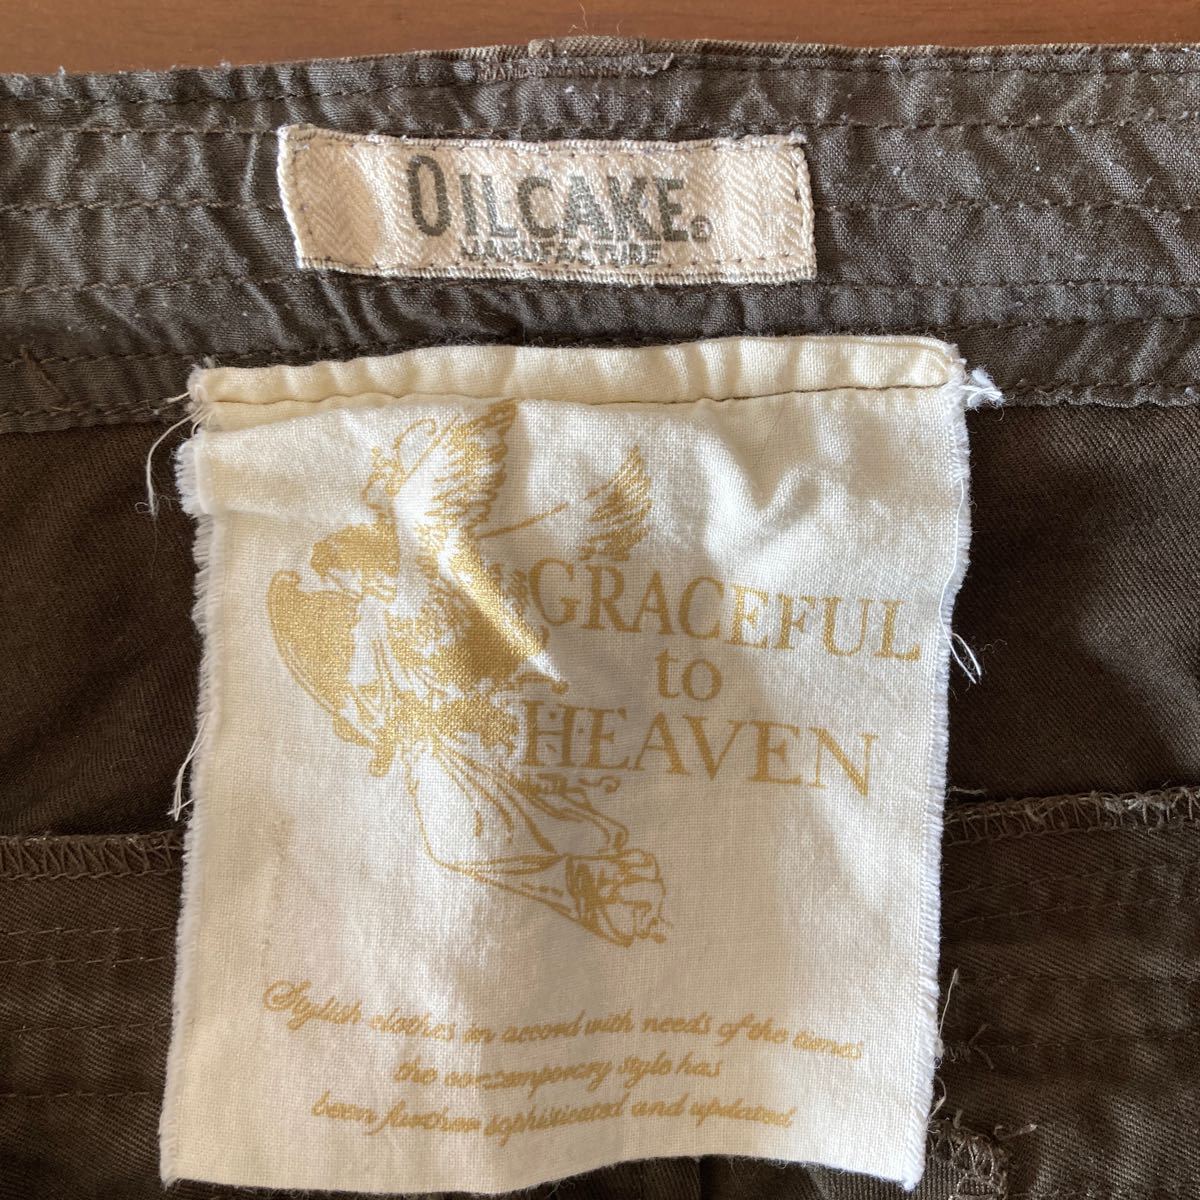 OILCAKE®
MANUFACTURE
GRACEFUL
to
HEAVEN
Stylish clothes in accord with needs of the times
the contemporary style has
been further sophisticated and updated